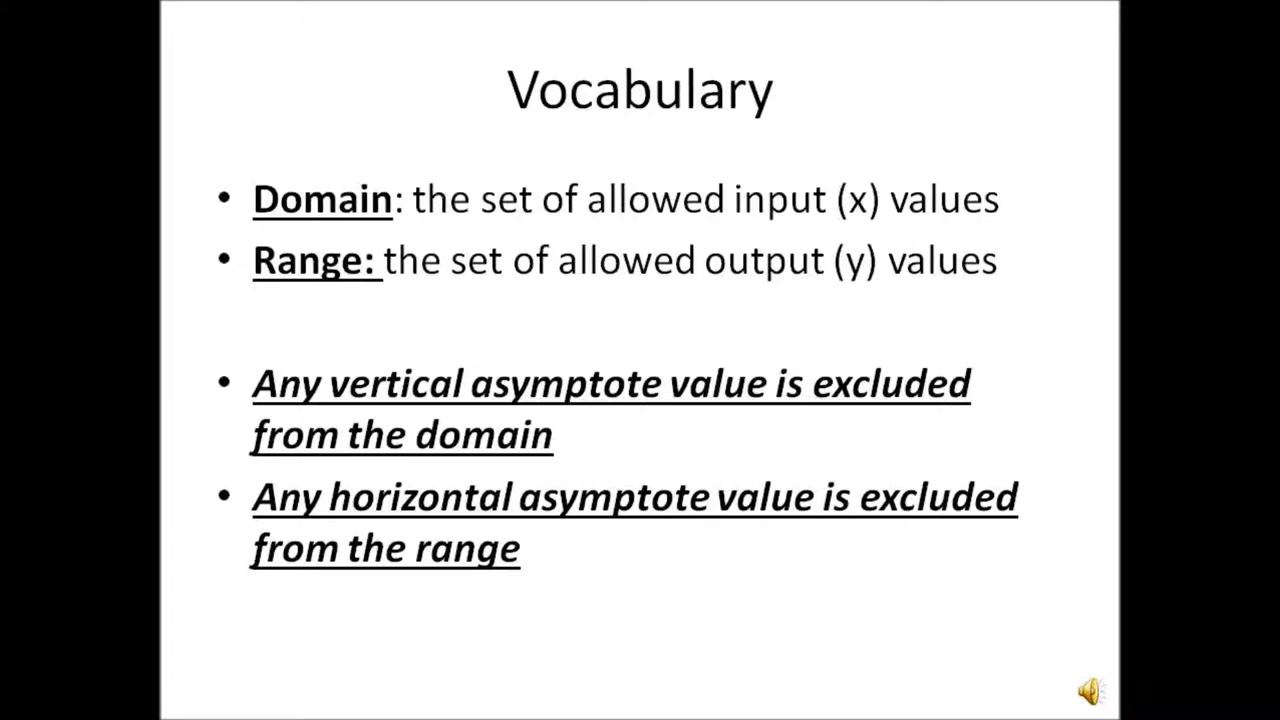 Vocabulary
• Domain: the set of allowed input (x) values
• Range: the set of allowed output (y) values
• Any vertical asymptote value is excluded
from the domain
• Any horizontal asymptote value is excluded
from the range